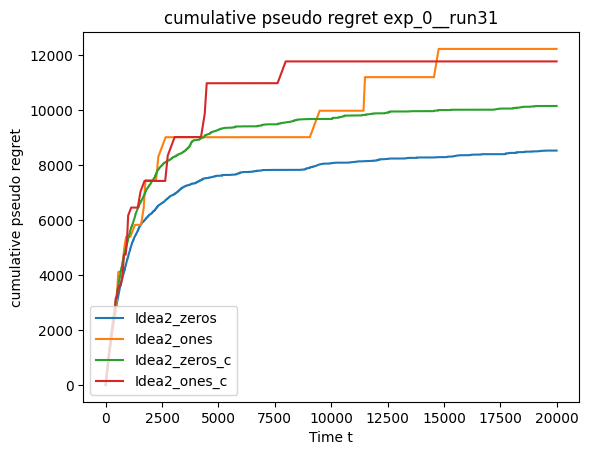 cumulative pseudo regret exp_0__run31
cumulative pseudo regret
12000
10000
8000
6000
4000
2000
0
Idea2_zeros
Idea2_ones
Idea2_zeros_c
Idea2_ones_c
0 2500 5000 7500 10000 12500 15000 17500 20000
Time t